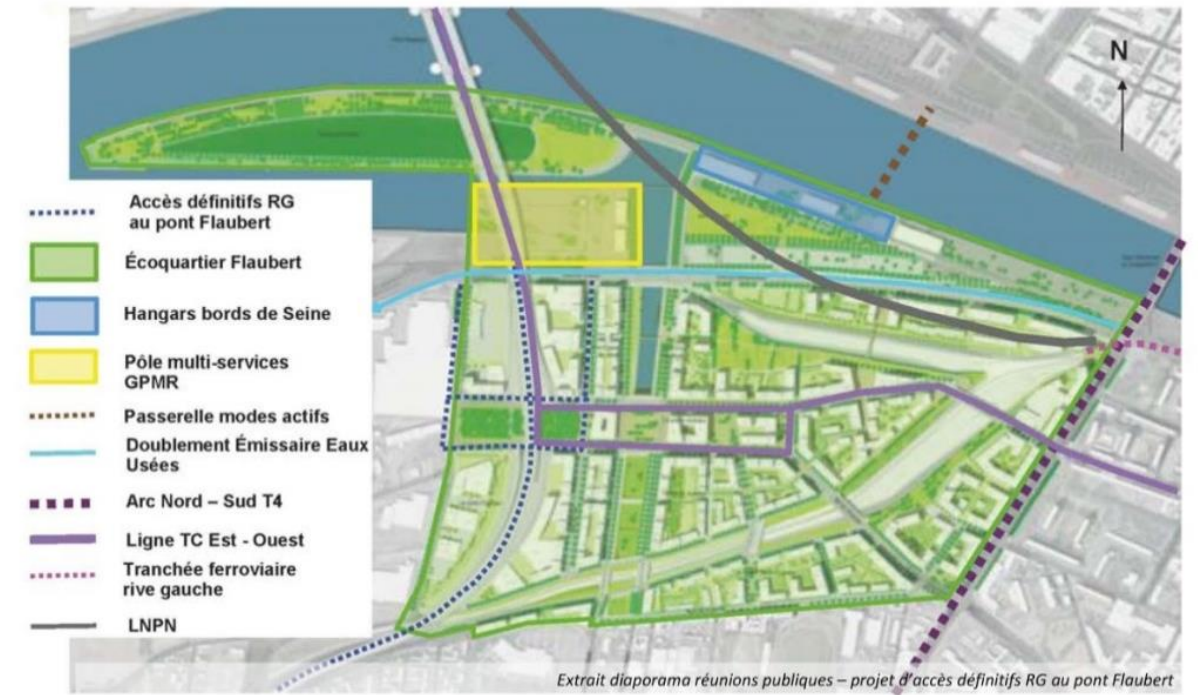 N
Accès définitifs RG
au pont Flaubert
Écoquartier Flaubert
Hangars bords de Seine
Pôle multi-services
GPMR
Passerelle modes actifs
Doublement Émissaire Eaux
Usées
Arc Nord – Sud T4
Ligne TC Est - Ouest
Tranchée ferroviaire
rive gauche
LNPN
Extrait diaporama réunions publiques – projet d'accès définitifs RG au pont Flaubert